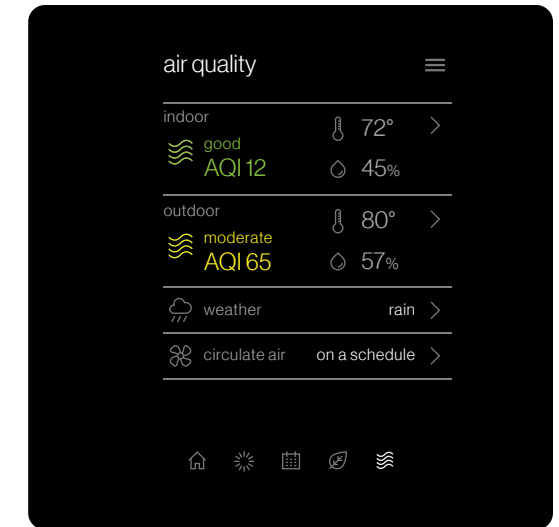 air quality
indoor
good
AQI 12
72°
45%
outdoor
moderate
AQI 65
80°
57%
weather rain
circulate air on a schedule